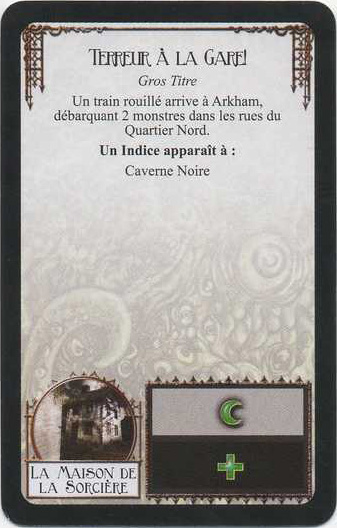 Terreur à la Gare!
Gros Titre
Un train rouillé arrive à Arkham,
débarquant 2 monstres dans les rues du
Quartier Nord.
Un Indice apparaît à :
Caverne Noire
La Maison de
la Sorcière